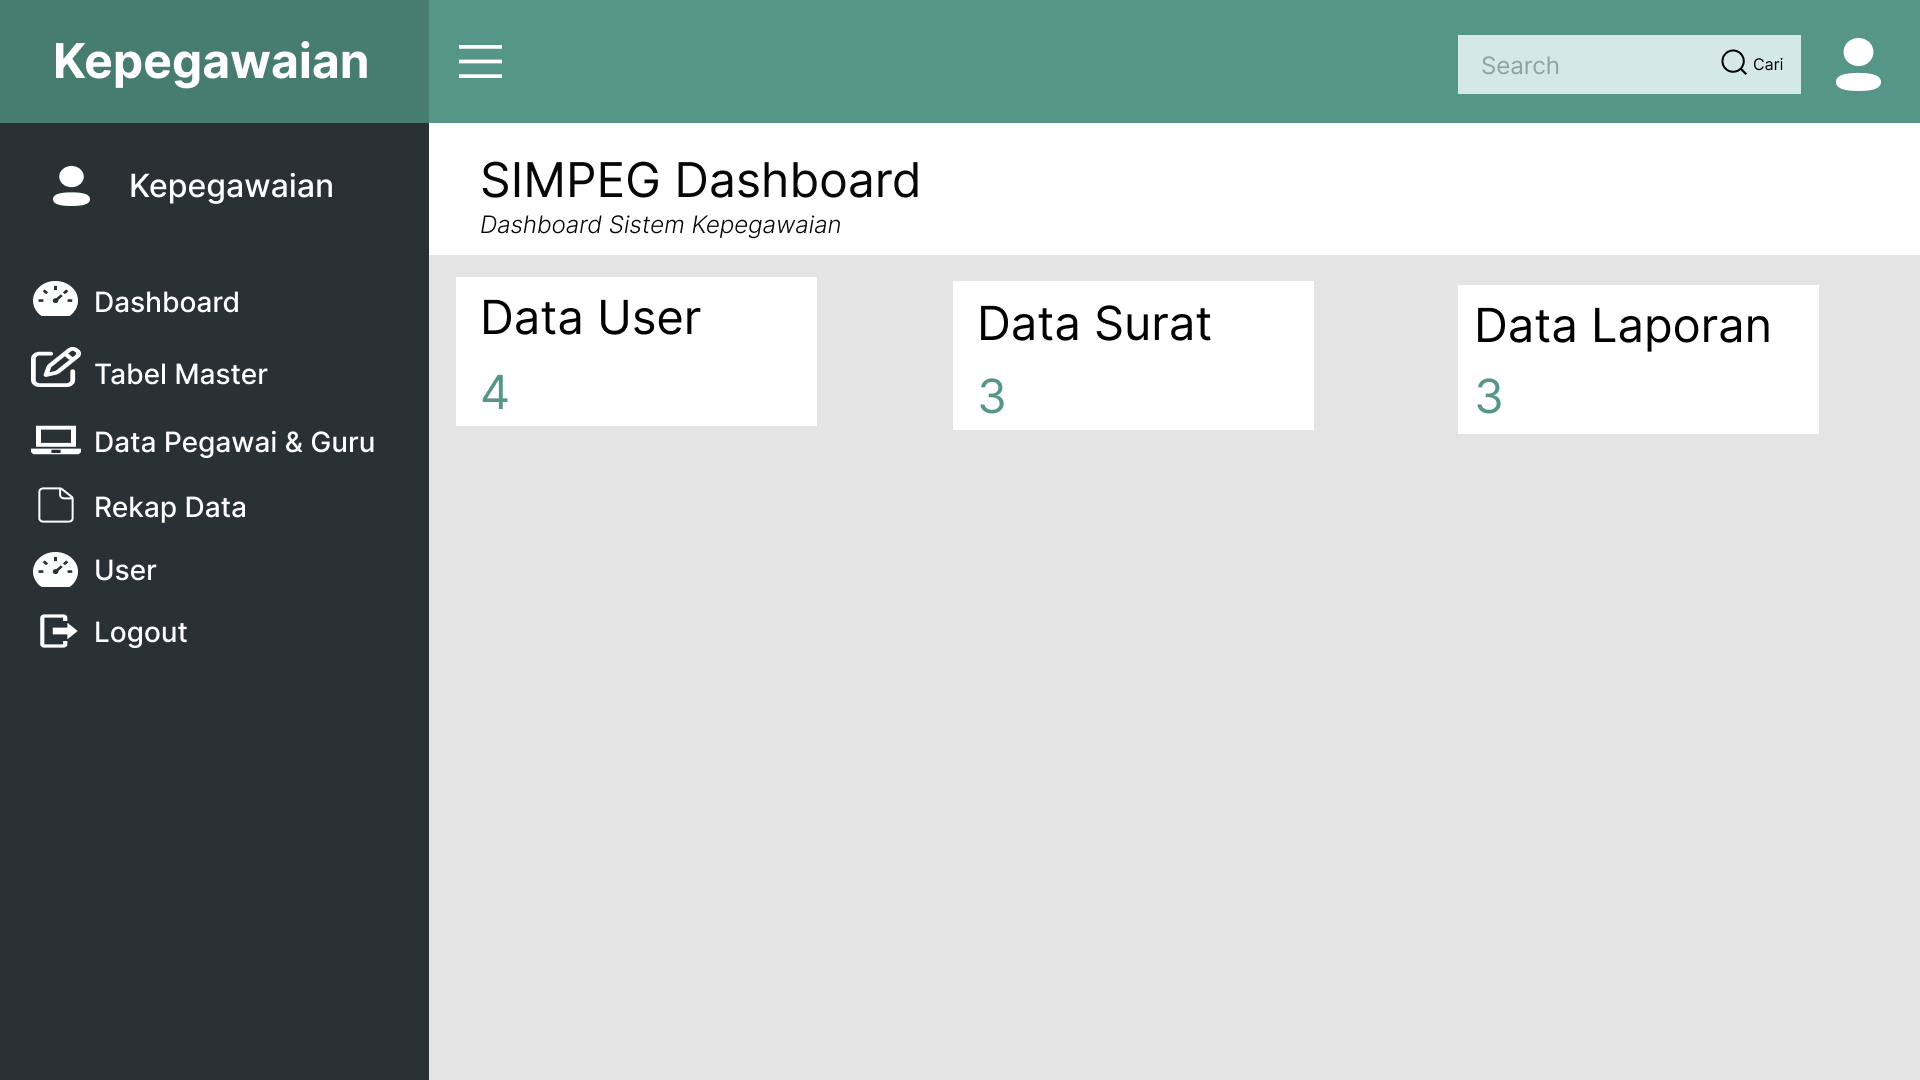 Kepegawaian
Search
Cari
Kepegawaian
Dashboard
Tabel Master
Data Pegawai & Guru
Rekap Data
User
Logout
SIMPEG Dashboard
Dashboard Sistem Kepegawaian
Data User
4
Data Surat
3
Data Laporan
3